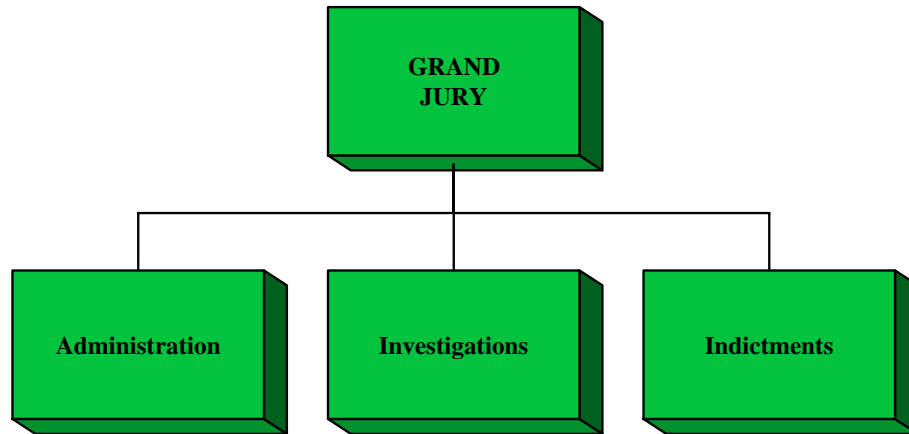 GRAND
JURY
Administration
Investigations
Indictments